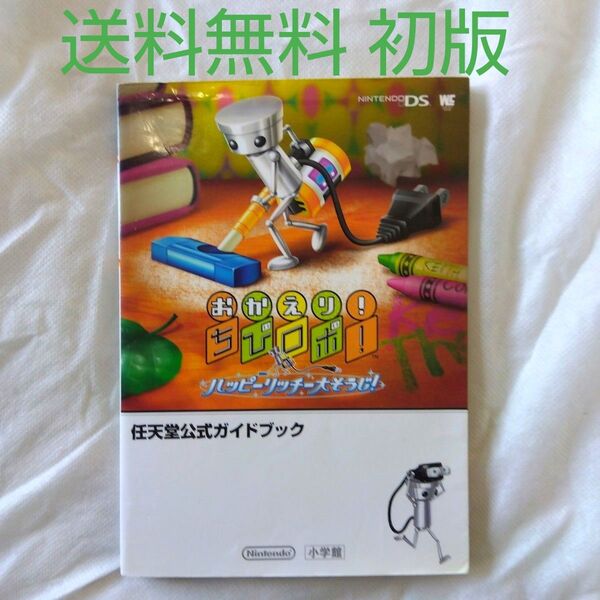 送料無料 初版
NINTENDO DS
おかえり!
ちびロボ!
™
ハッピーリッチー大そうじ!
任天堂公式ガイドブック
Nintendo
小学館